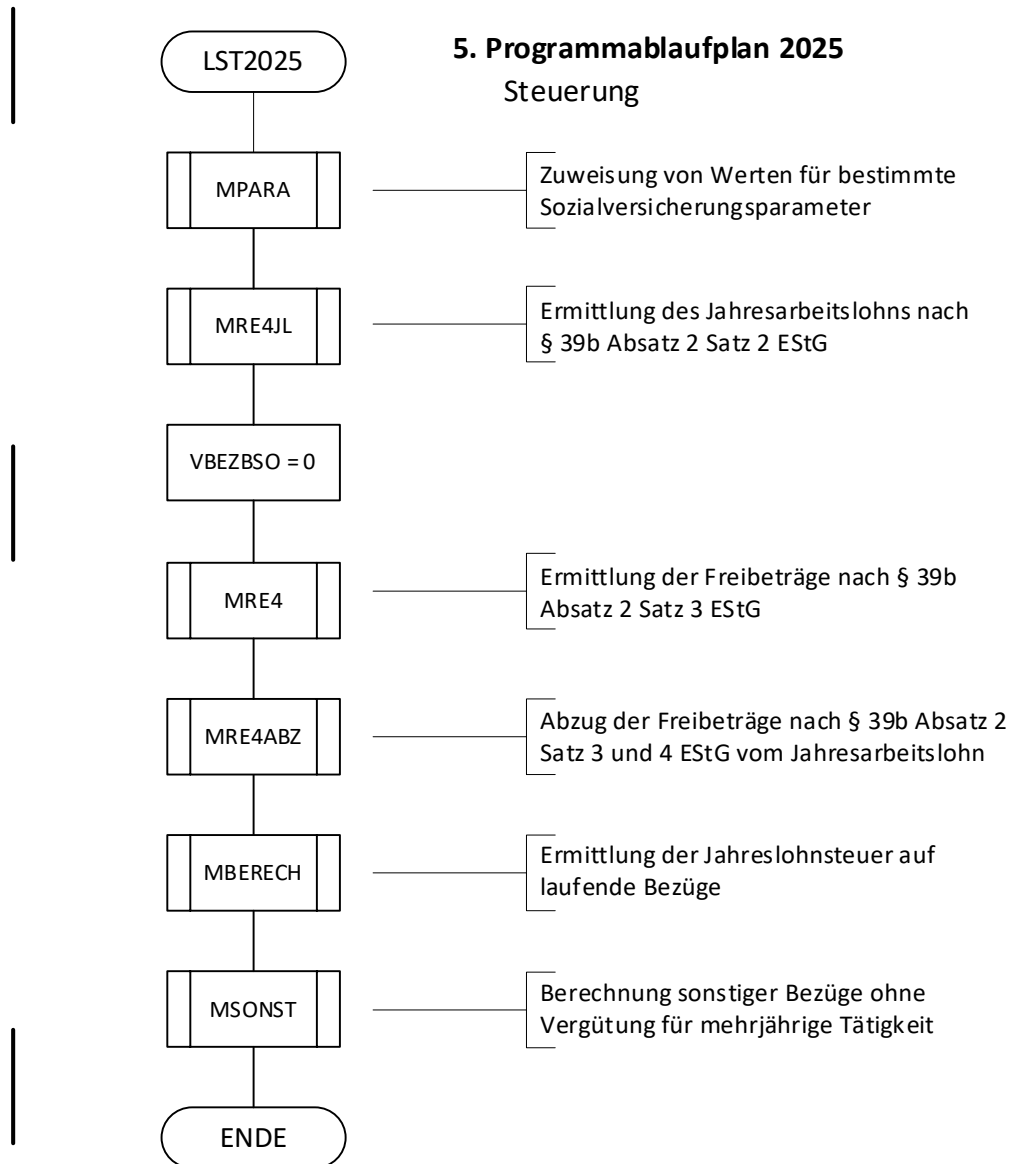 5. Programmablaufplan 2025
Steuerung
LST2025
MPARA
Zuweisung von Werten für bestimmte
Sozialversicherungsparameter
MRE4JL
Ermittlung des Jahresarbeitslohns nach
§ 39b Absatz 2 Satz 2 EStG
VBEZBSO = 0
MRE4
Ermittlung der Freibeträge nach § 39b
Absatz 2 Satz 3 EStG
MRE4ABZ
Abzug der Freibeträge nach § 39b Absatz 2
Satz 3 und 4 EStG vom Jahresarbeitslohn
MBERECH
Ermittlung der Jahreslohnsteuer auf
laufende Bezüge
MSONST
Berechnung sonstiger Bezüge ohne
Vergütung für mehrjährige Tätigkeit
ENDE